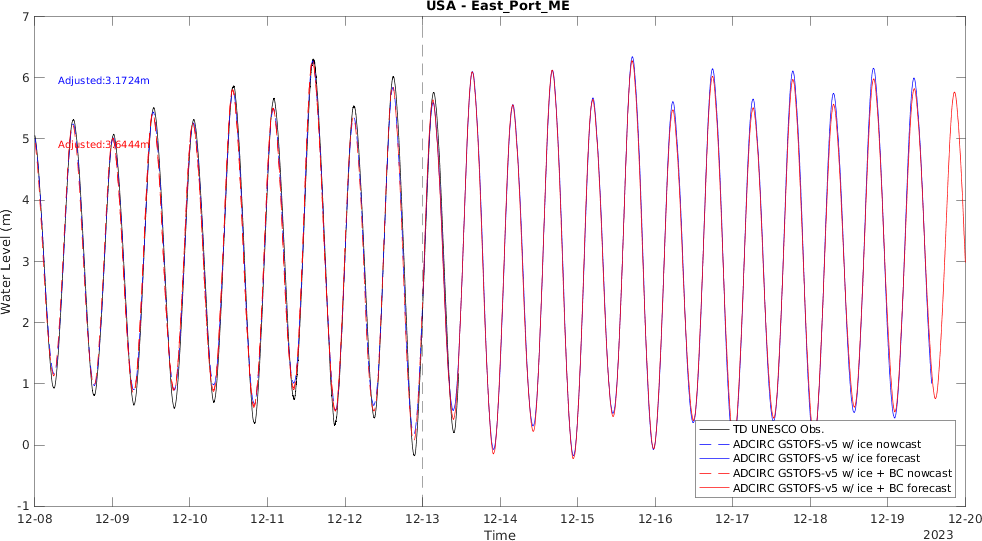 USA - East_Port_ME
7
6
5
4
3
2
1
0
-1
Water Level (m)
Adjusted:3.1724m
Adjusted:3.6444m
TD UNESCO Obs.
ADCIRC GSTOFS-v5 w/ ice nowcast
ADCIRC GSTOFS-v5 w/ ice forecast
ADCIRC GSTOFS-v5 w/ ice + BC nowcast
ADCIRC GSTOFS-v5 w/ ice + BC forecast
12-08 12-09 12-10 12-11 12-12 12-13 12-14 12-15 12-16 12-17 12-18 12-19 12-20
Time
2023